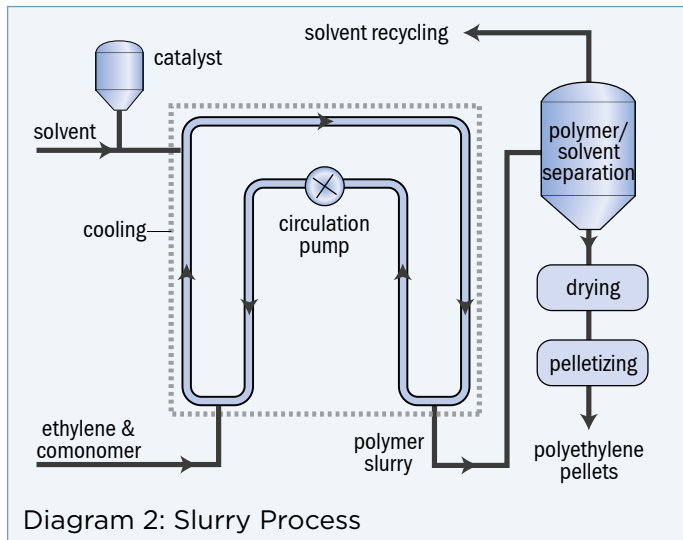 solvent recycling
catalyst
solvent
polymer/
solvent
separation
cooling
circulation
pump
drying
pelletizing
ethylene &
comonomer
polymer
slurry
polyethylene
pellets
Diagram 2: Slurry Process